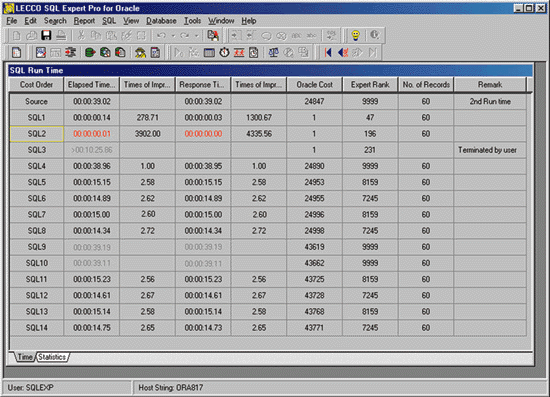 LECCO SQL Expert Pro for Oracle
File Edit Search Report SQL View Database Tools Window Help
SQL Run Time
Cost Order Elapsed Time... Times of Impr... Response Ti... Times of Impr... Oracle Cost Expert Rank No. of Records Remark
Source 00:00:39.02 00:00:39.02 24847 9999 60 2nd Run time
SQL1 00:00:00.14 278.71 00:00:00.03 1300.67 1 47 60
SQL2 00:00:00.01 3902.00 00:00:00.00 4335.56 1 196 60
SQL3 >00:10:25.86 1 231 Terminated by user
SQL4 00:00:38.96 1.00 00:00:38.95 1.00 24890 9999 60
SQL5 00:00:15.15 2.58 00:00:15.15 2.58 24953 8159 60
SQL6 00:00:14.89 2.62 00:00:14.89 2.62 24955 7245 60
SQL7 00:00:15.00 2.60 00:00:15.00 2.60 24996 8159 60
SQL8 00:00:14.34 2.72 00:00:14.34 2.72 24998 7245 60
SQL9 00:00:39.19 00:00:39.19 43619 9999 60
SQL10 00:00:39.11 00:00:39.11 43662 9999 60
SQL11 00:00:15.23 2.56 00:00:15.23 2.56 43725 8159 60
SQL12 00:00:14.61 2.67 00:00:14.61 2.67 43728 7245 60
SQL13 00:00:15.14 2.58 00:00:15.14 2.58 43768 8159 60
SQL14 00:00:14.75 2.65 00:00:14.73 2.65 43771 7245 60
Time Statistics
User: SQLEXP Host String: ORA817